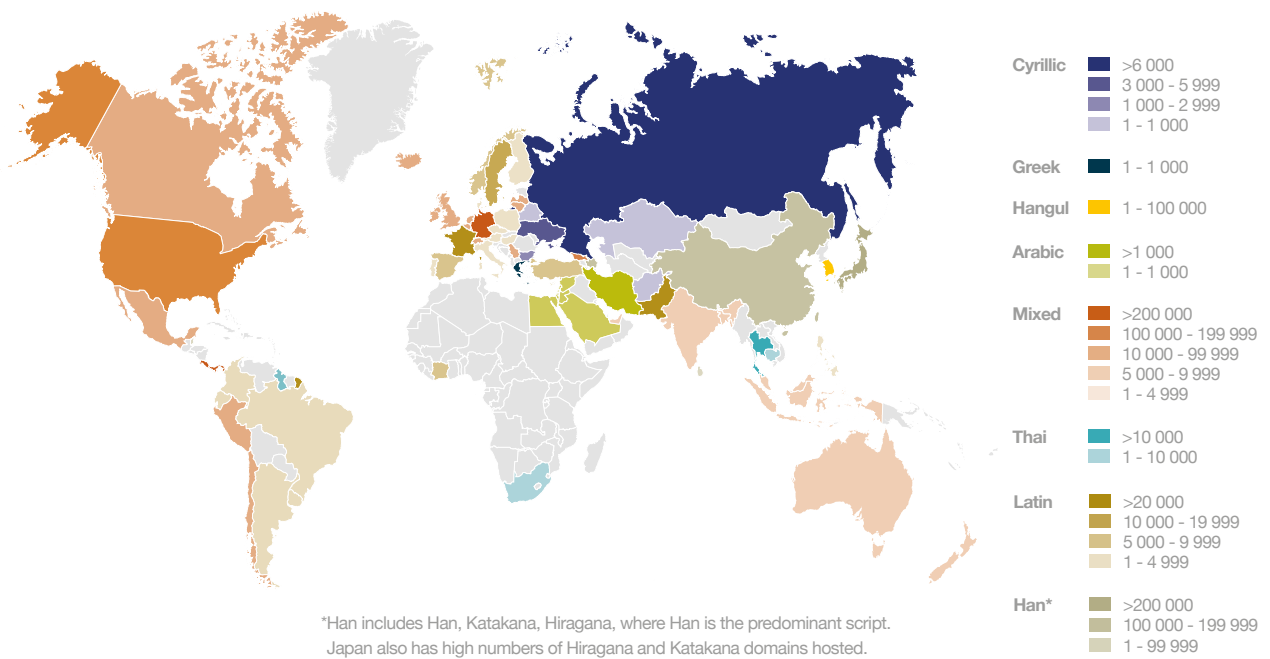 Cyrillic
>6 000
3 000 - 5 999
1 000 - 2 999
1 - 1 000
Greek
1 - 1 000
Hangul
1 - 100 000
Arabic
>1 000
1 - 1 000
Mixed
>200 000
100 000 - 199 999
10 000 - 99 999
5 000 - 9 999
1 - 4 999
Thai
>10 000
1 - 10 000
Latin
>20 000
10 000 - 19 999
5 000 - 9 999
1 - 4 999
Han*
>200 000
100 000 - 199 999
1 - 99 999
*Han includes Han, Katakana, Hiragana, where Han is the predominant script.
Japan also has high numbers of Hiragana and Katakana domains hosted.